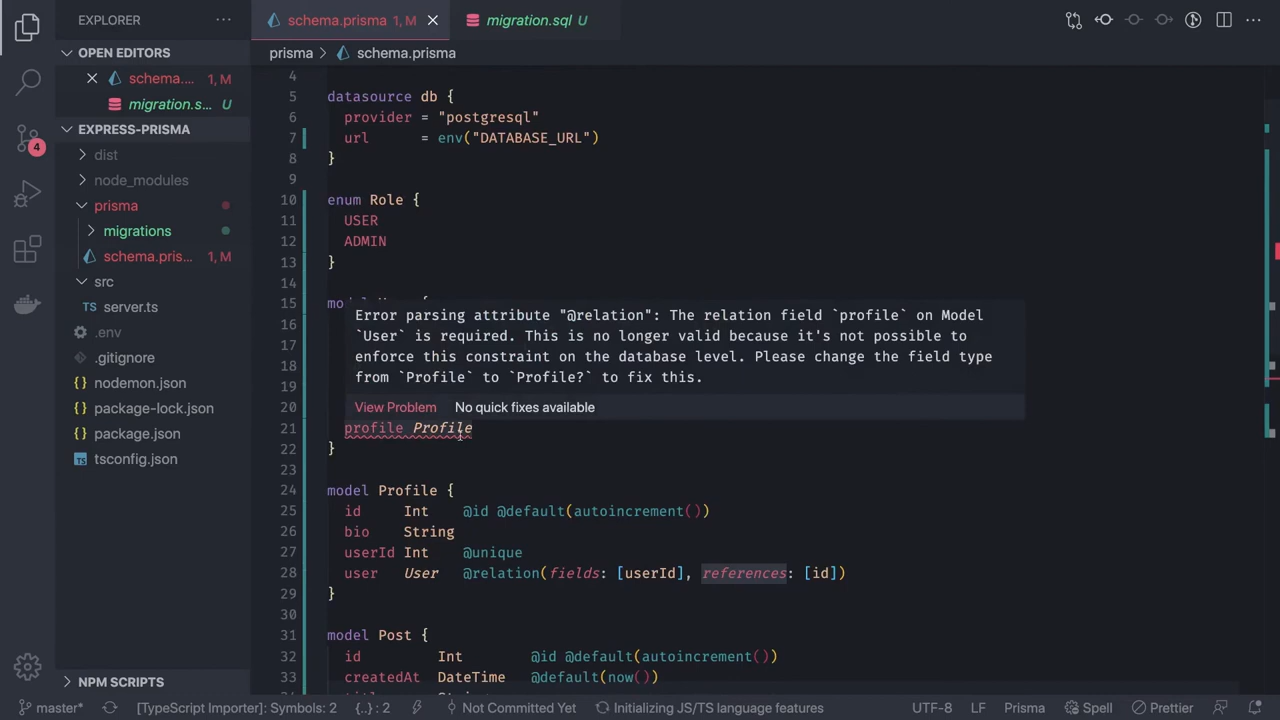 EXPLORER
OPEN EDITORS
schema.... 1, M
migration.s... U
EXPRESS-PRISMA
dist
node_modules
prisma
migrations
schema.pris... 1, M
src
TS server.ts
.env
.gitignore
{} nodemon.json
{} package-lock.json
{} package.json
tsconfig.json
NPM SCRIPTS
4
schema.prisma 1, M
migration.sql U
prisma > schema.prisma
4
5 datasource db {
6 provider = "postgresql"
7 url = env("DATABASE_URL")
8 }
9
10 enum Role {
11 USER
12 ADMIN
13 }
14
15
16
17
18
19
20
Error parsing attribute "@relation": The relation field `profile` on Model
`User` is required. This is no longer valid because it's not possible to
enforce this constraint on the database level. Please change the field type
from `Profile` to `Profile?` to fix this.
View Problem No quick fixes available
21 profile Profile
22 }
23
24 model Profile {
25 id Int @id @default(autoincrement())
26 bio String
27 userId Int @unique
28 user User @relation(fields: [userId], references: [id])
29 }
30
31 model Post {
32 id Int @id @default(autoincrement())
33 createdAt DateTime @default(now())
master* [TypeScript Importer]: Symbols: 2 {..} : 2 Not Committed Yet Initializing JS/TS language features UTF-8 LF Prisma Spell Prettier